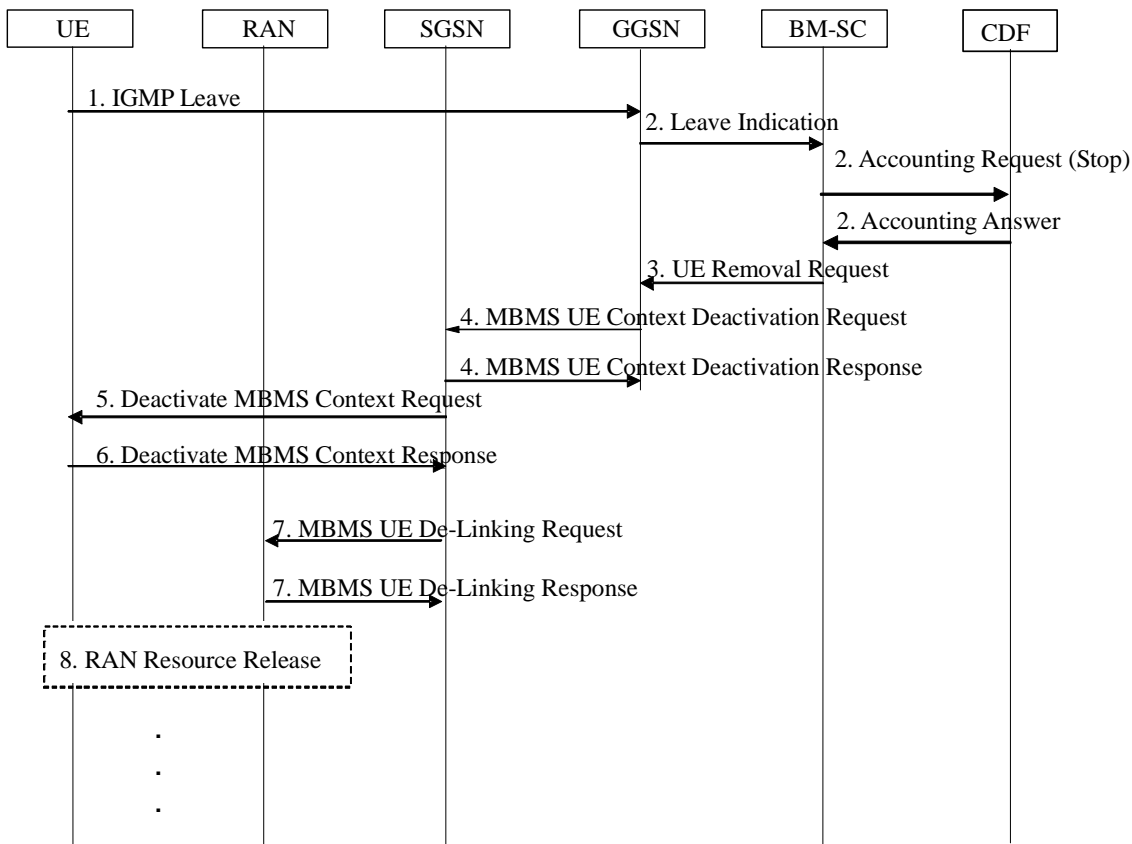 UE
RAN
SGSN
GGSN
BM-SC
CDF
1. IGMP Leave
2. Leave Indication
2. Accounting Request (Stop)
2. Accounting Answer
3. UE Removal Request
4. MBMS UE Context Deactivation Request
4. MBMS UE Context Deactivation Response
5. Deactivate MBMS Context Request
6. Deactivate MBMS Context Response
7. MBMS UE De-Linking Request
7. MBMS UE De-Linking Response
8. RAN Resource Release
.
.
.